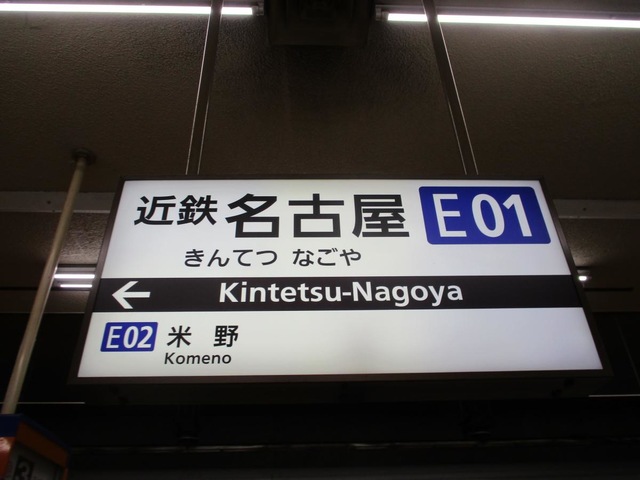 近鉄 名古屋 E01
きんてつ なごや
← Kintetsu-Nagoya
E02 米野
Komeno
3